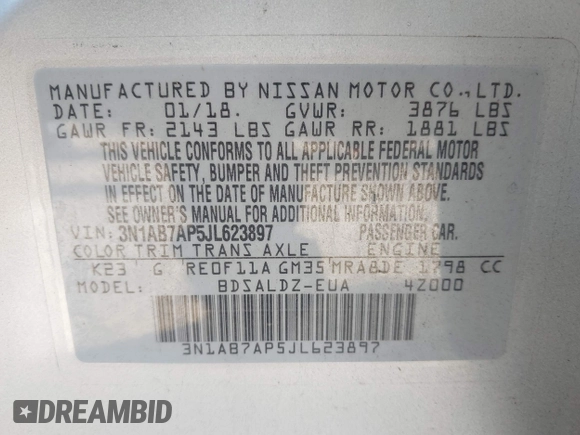 MANUFACTURED BY NISSAN MOTOR CO., LTD.
DATE: 01/18. GVWR: 3876 LBS
GAWR FR: 2143 LBS GAWR RR: 1881 LBS
THIS VEHICLE CONFORMS TO ALL APPLICABLE FEDERAL MOTOR
VEHICLE SAFETY, BUMPER AND THEFT PREVENTION STANDARDS
IN EFFECT ON THE DATE OF MANUFACTURE SHOWN ABOVE.
SEE OWNER'S MANUAL FOR ADDITIONAL INFORMATION.
VIN: 3N1AB7AP5JL623897 PASSENGER CAR.
COLOR TRIM TRANS AXLE ENGINE
K23 G RE0F11A GM35 MRA8DE 1798 CC
MODEL: BDSALDZ-EUA 4Z000
3N1AB7AP5JL623897
DREAMBID